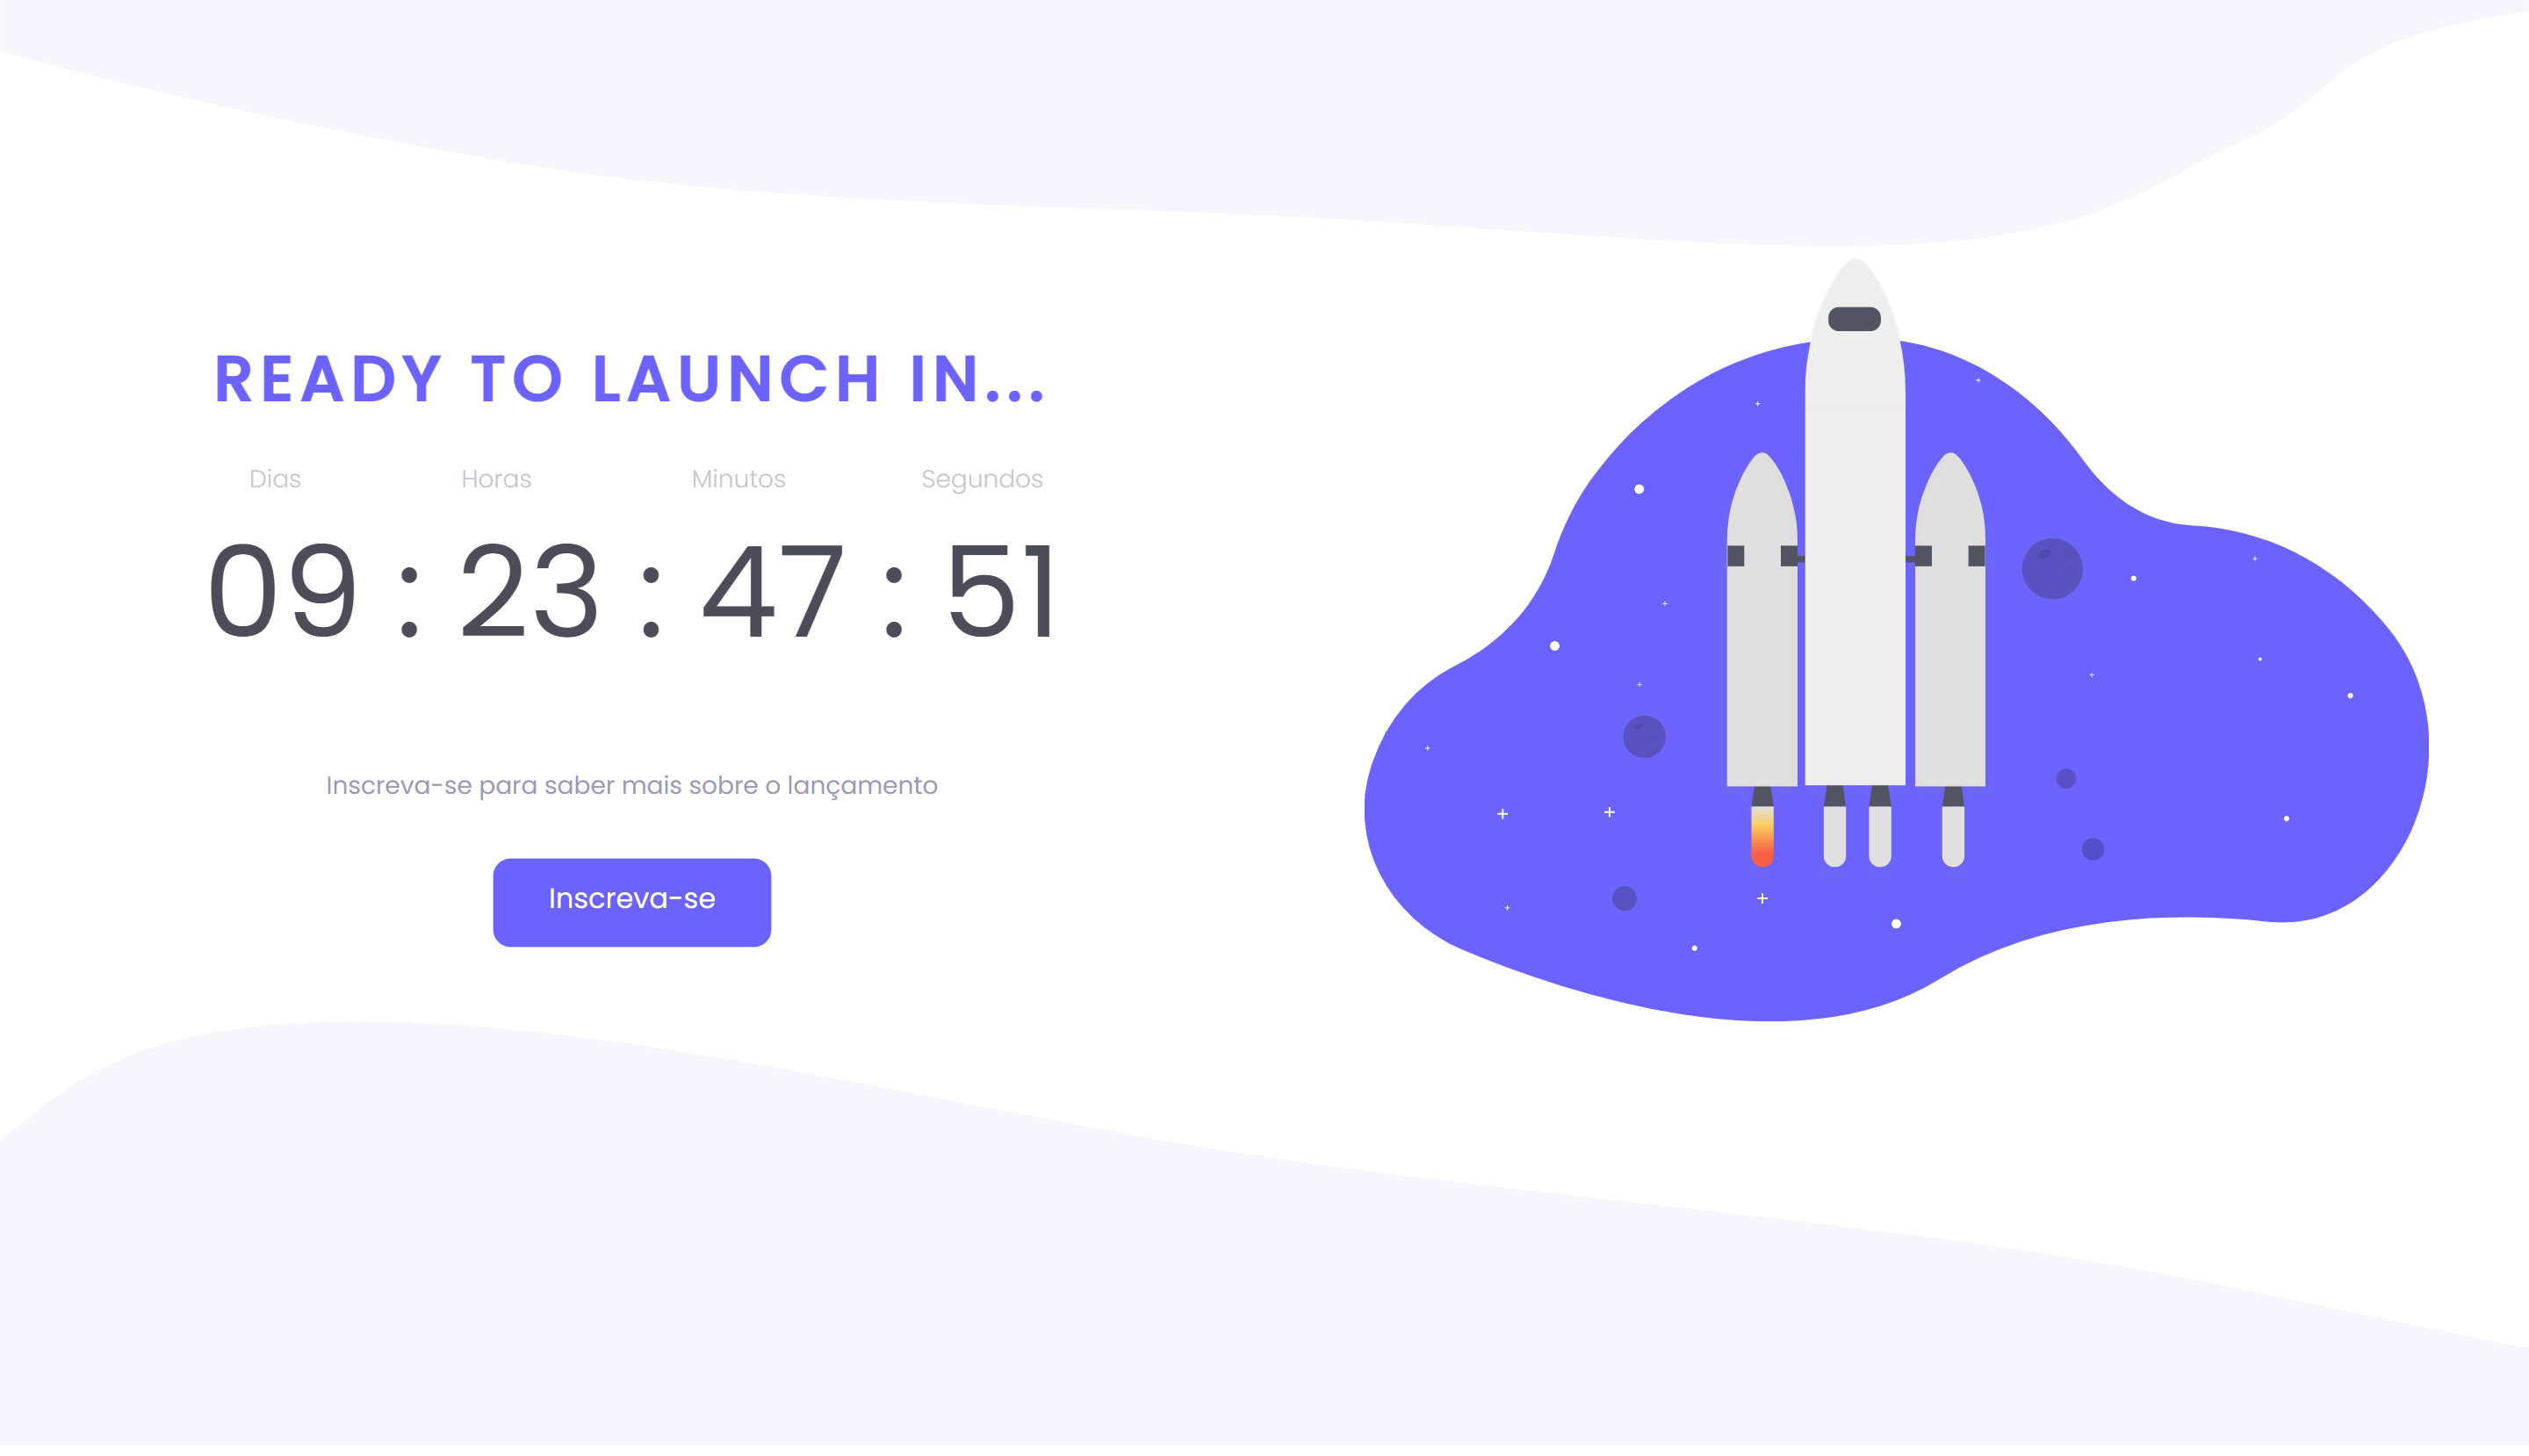 READY TO LAUNCH IN...
Dias Horas Minutos Segundos
09 : 23 : 47 : 51
Inscreva-se para saber mais sobre o lançamento
Inscreva-se